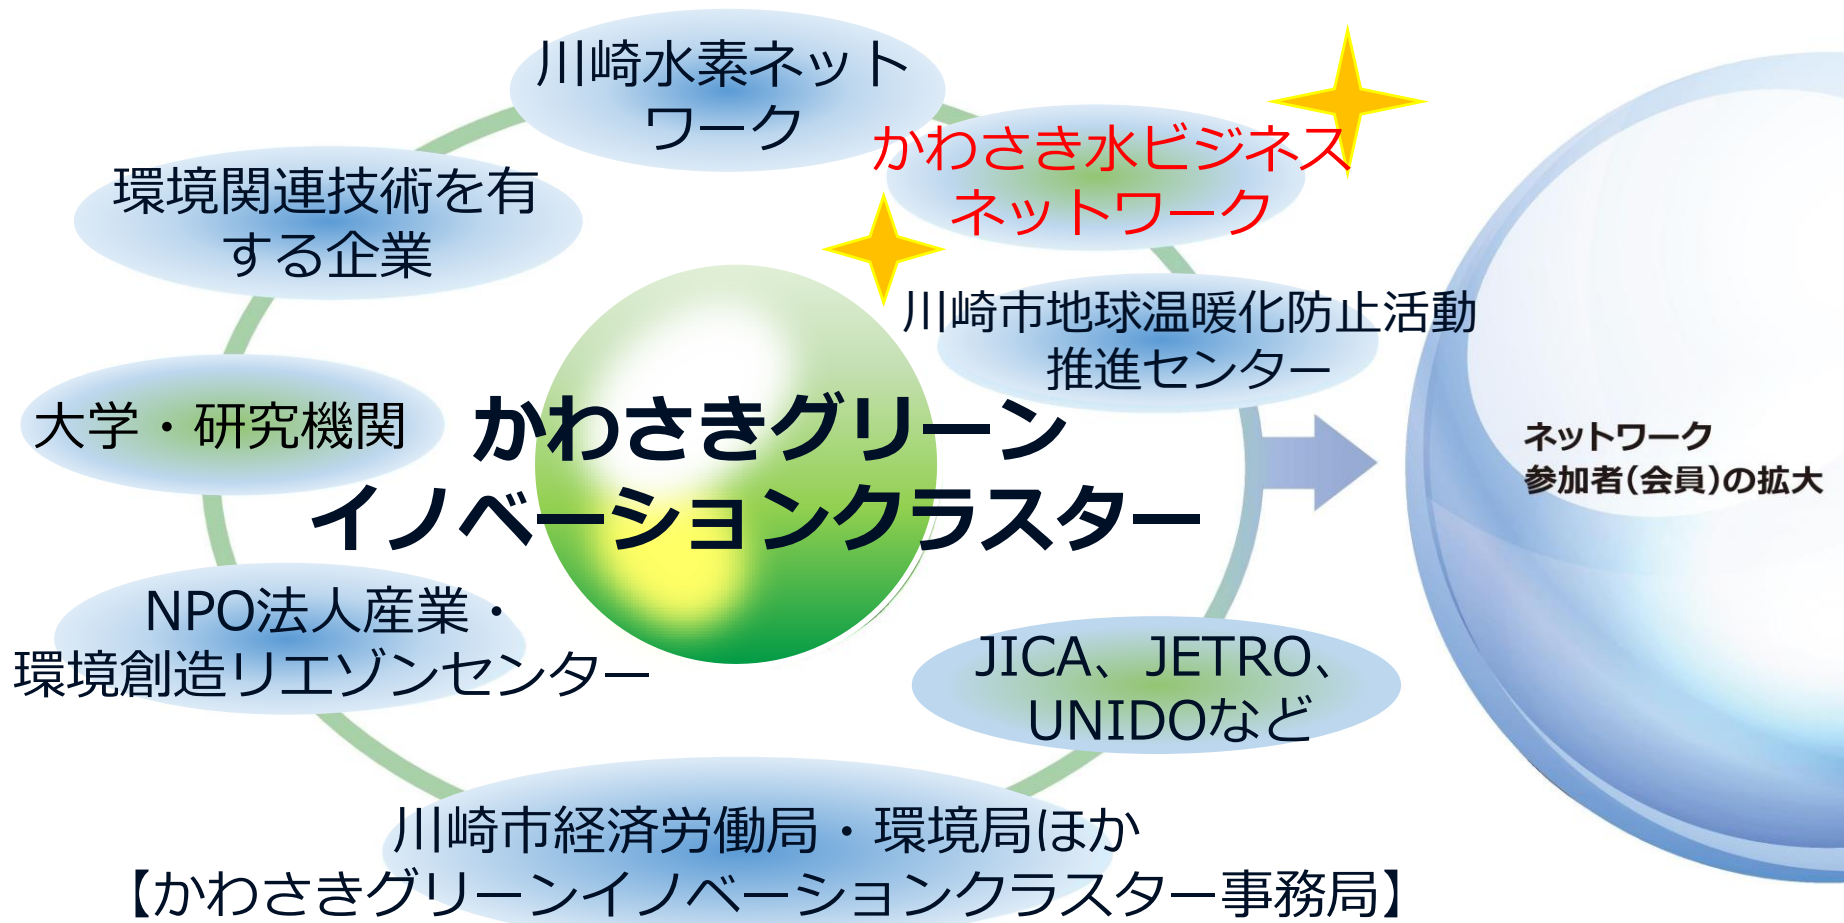 川崎水素ネット
ワーク
かわさき水ビジネス
ネットワーク
環境関連技術を有
する企業
川崎市地球温暖化防止活動
推進センター
大学・研究機関
かわさきグリーン
イノベーションクラスター
ネットワーク
参加者(会員)の拡大
NPO法人産業・
環境創造リエゾンセンター
JICA、JETRO、
UNIDOなど
川崎市経済労働局・環境局ほか
【かわさきグリーンイノベーションクラスター事務局】